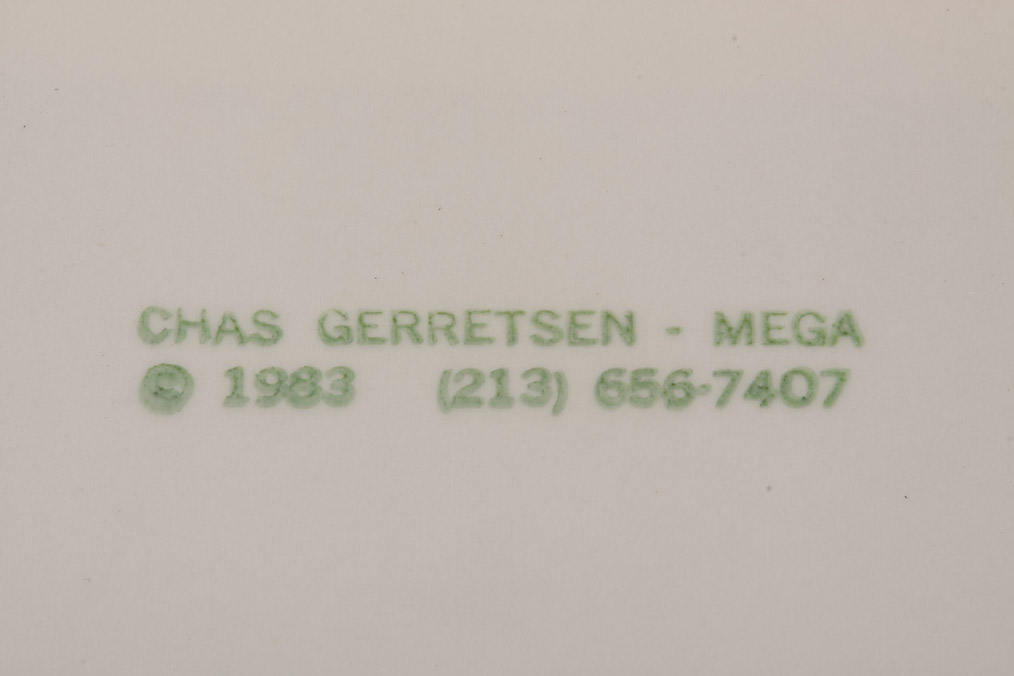 CHAS GERRETSEN - MEGA
© 1983 (213) 656-7407